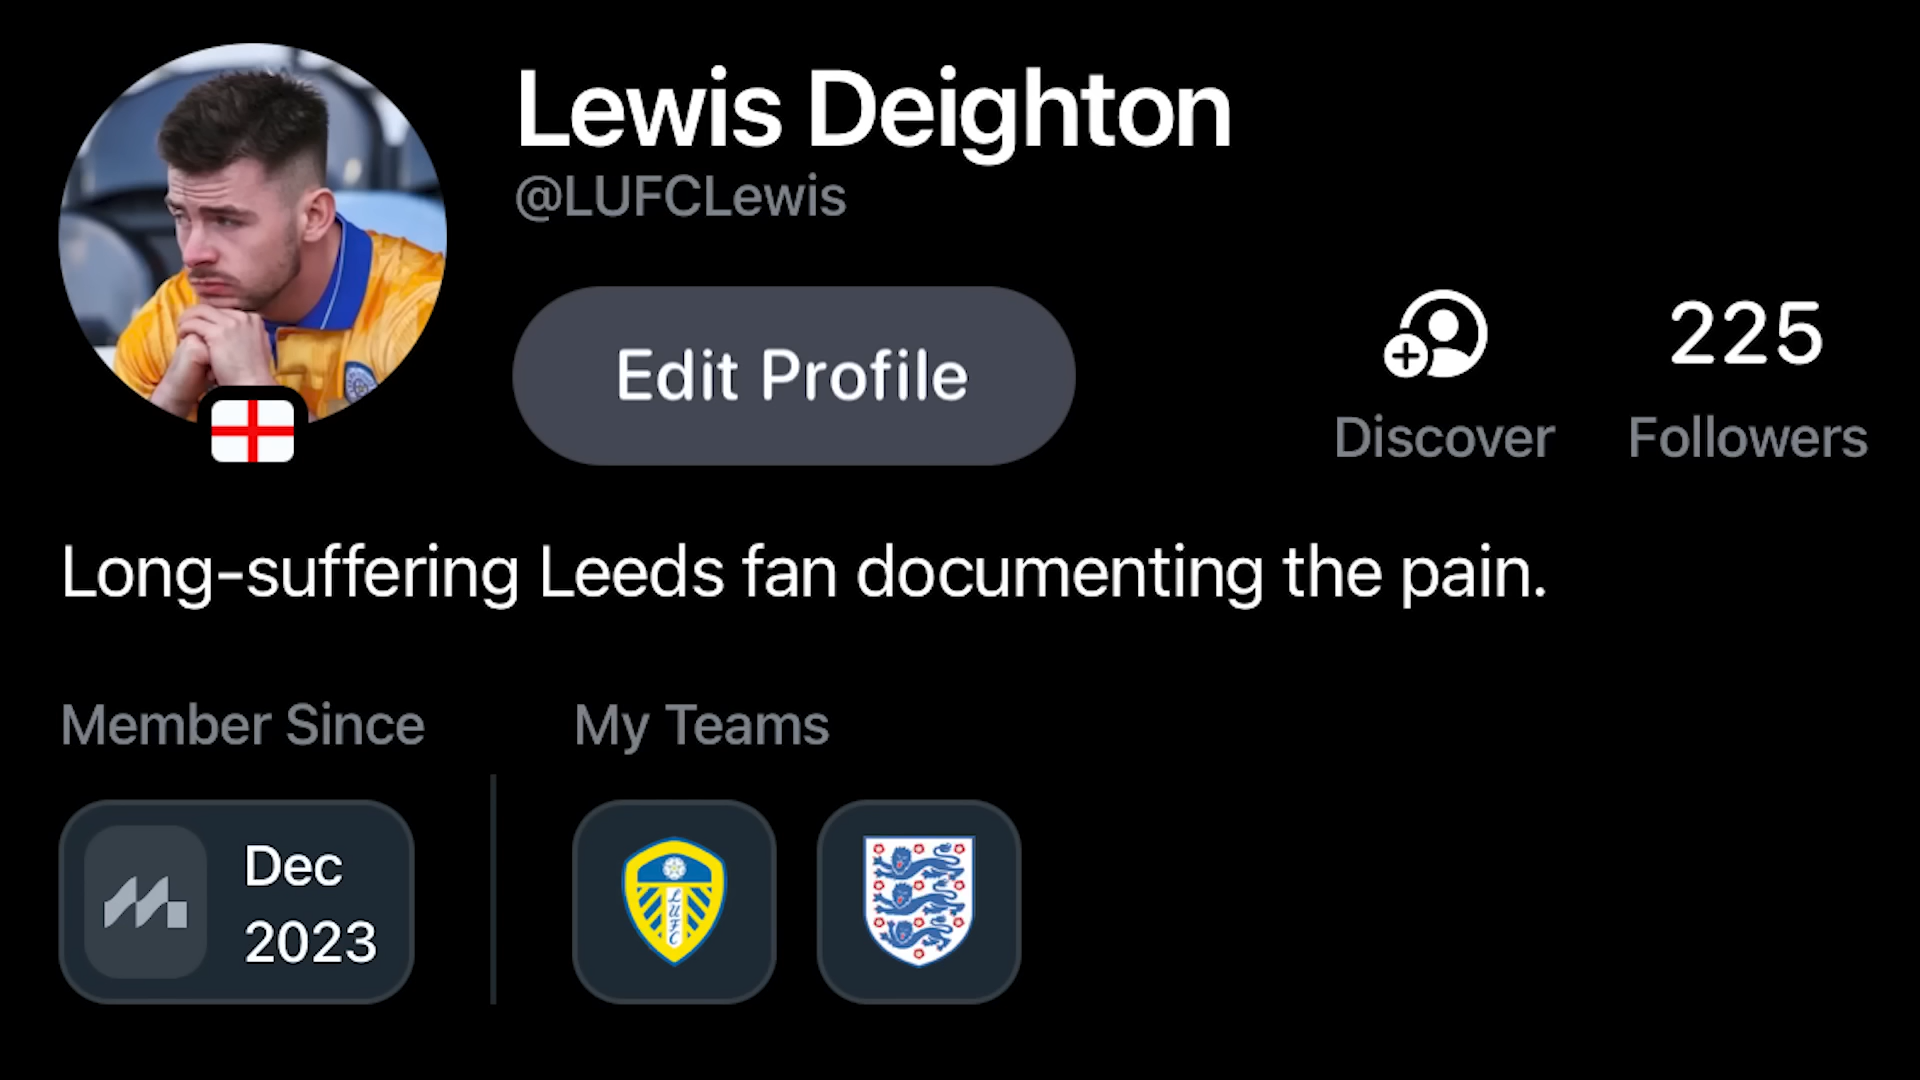 Lewis Deighton
@LUFCLewis
Edit Profile
Discover
225
Followers
Long-suffering Leeds fan documenting the pain.
Member Since
My Teams
Dec
2023
LUFC